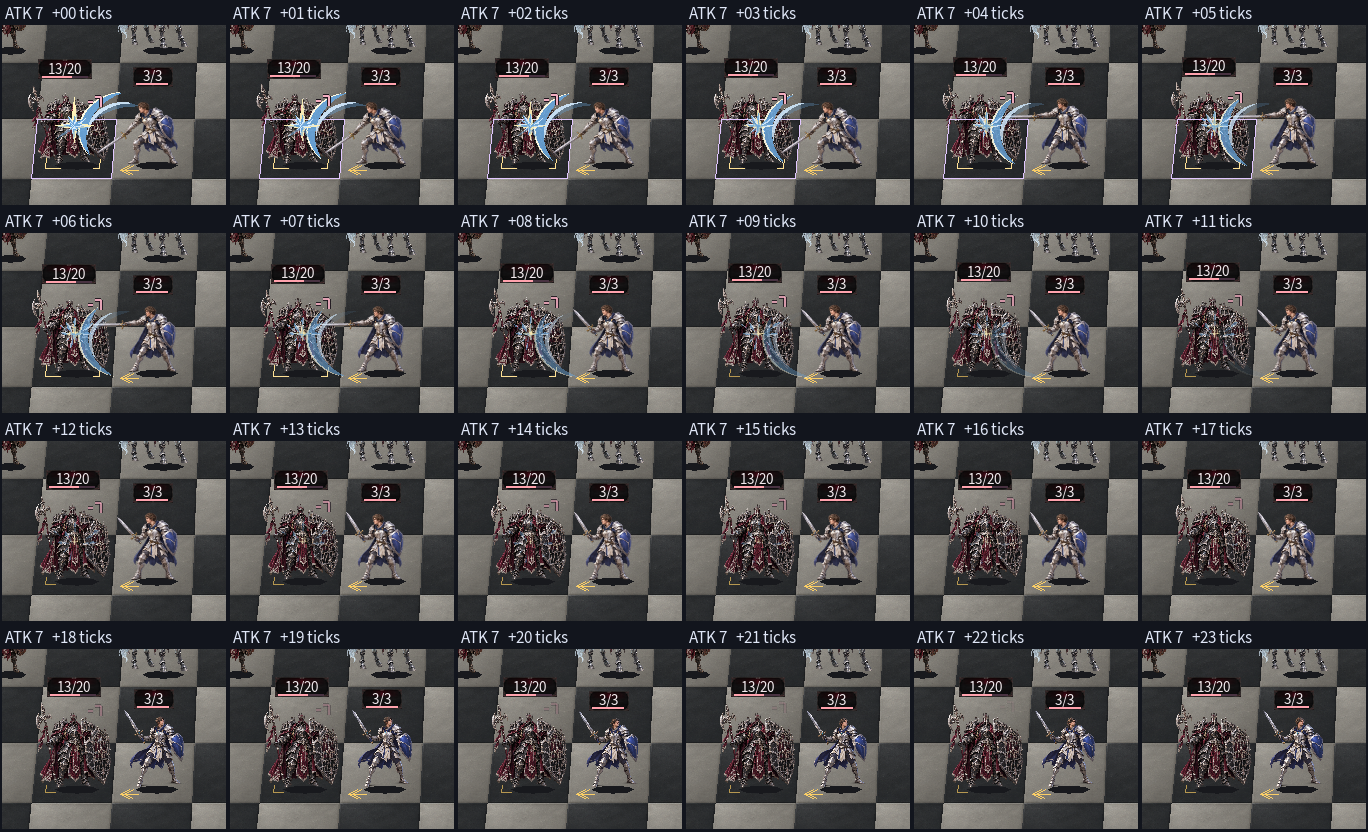 ATK 7 +00 ticks ATK 7 +01 ticks ATK 7 +02 ticks ATK 7 +03 ticks ATK 7 +04 ticks ATK 7 +05 ticks
13/20 3/3 13/20 3/3 13/20 3/3 13/20 3/3 13/20 3/3 13/20 3/3
ATK 7 +06 ticks ATK 7 +07 ticks ATK 7 +08 ticks ATK 7 +09 ticks ATK 7 +10 ticks ATK 7 +11 ticks
13/20 3/3 13/20 3/3 13/20 3/3 13/20 3/3 13/20 3/3 13/20 3/3
ATK 7 +12 ticks ATK 7 +13 ticks ATK 7 +14 ticks ATK 7 +15 ticks ATK 7 +16 ticks ATK 7 +17 ticks
13/20 3/3 13/20 3/3 13/20 3/3 13/20 3/3 13/20 3/3 13/20 3/3
ATK 7 +18 ticks ATK 7 +19 ticks ATK 7 +20 ticks ATK 7 +21 ticks ATK 7 +22 ticks ATK 7 +23 ticks
13/20 3/3 13/20 3/3 13/20 3/3 13/20 3/3 13/20 3/3 13/20 3/3